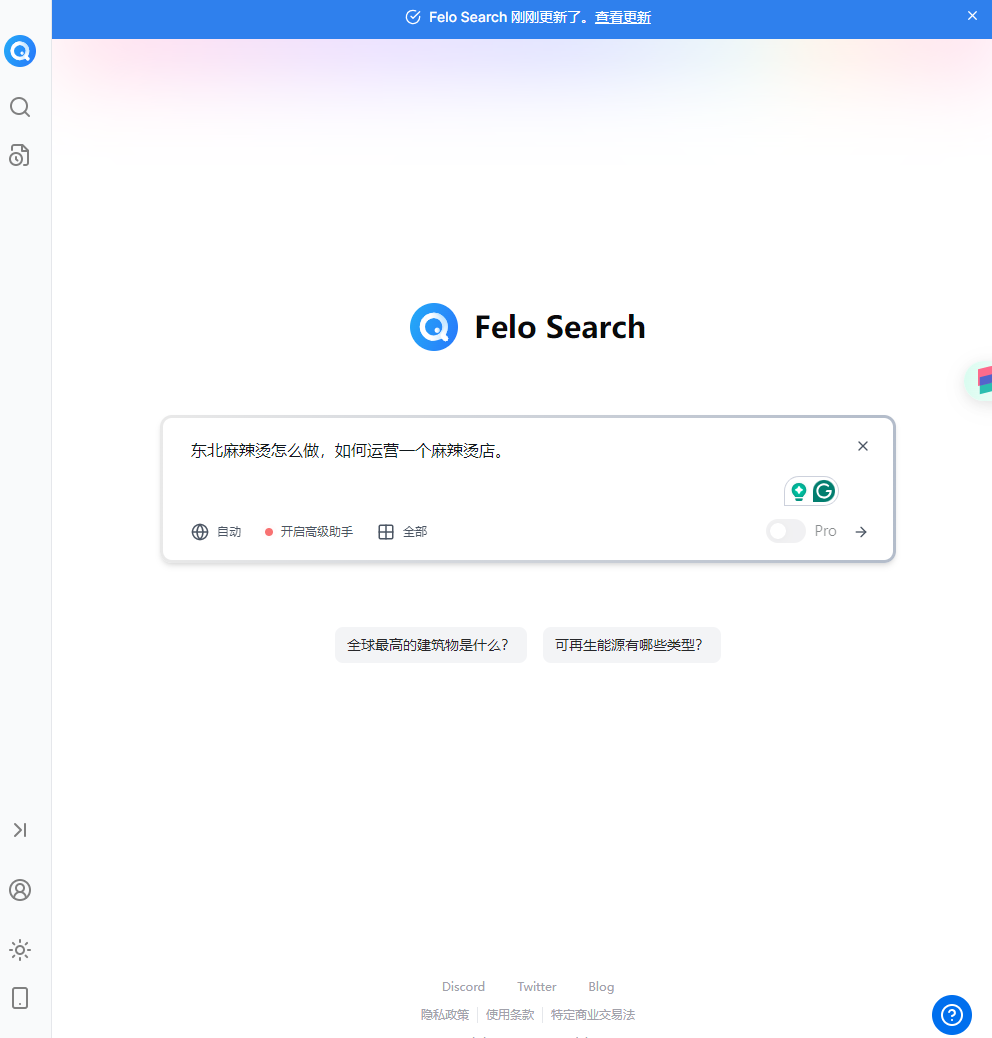 Felo Search 刚刚更新了。查看更新
Felo Search
东北麻辣烫怎么做，如何运营一个麻辣烫店。
自动 开启高级助手 全部 Pro
全球最高的建筑物是什么？ 可再生能源有哪些类型？
Discord Twitter Blog
隐私政策 使用条款 特定商业交易法